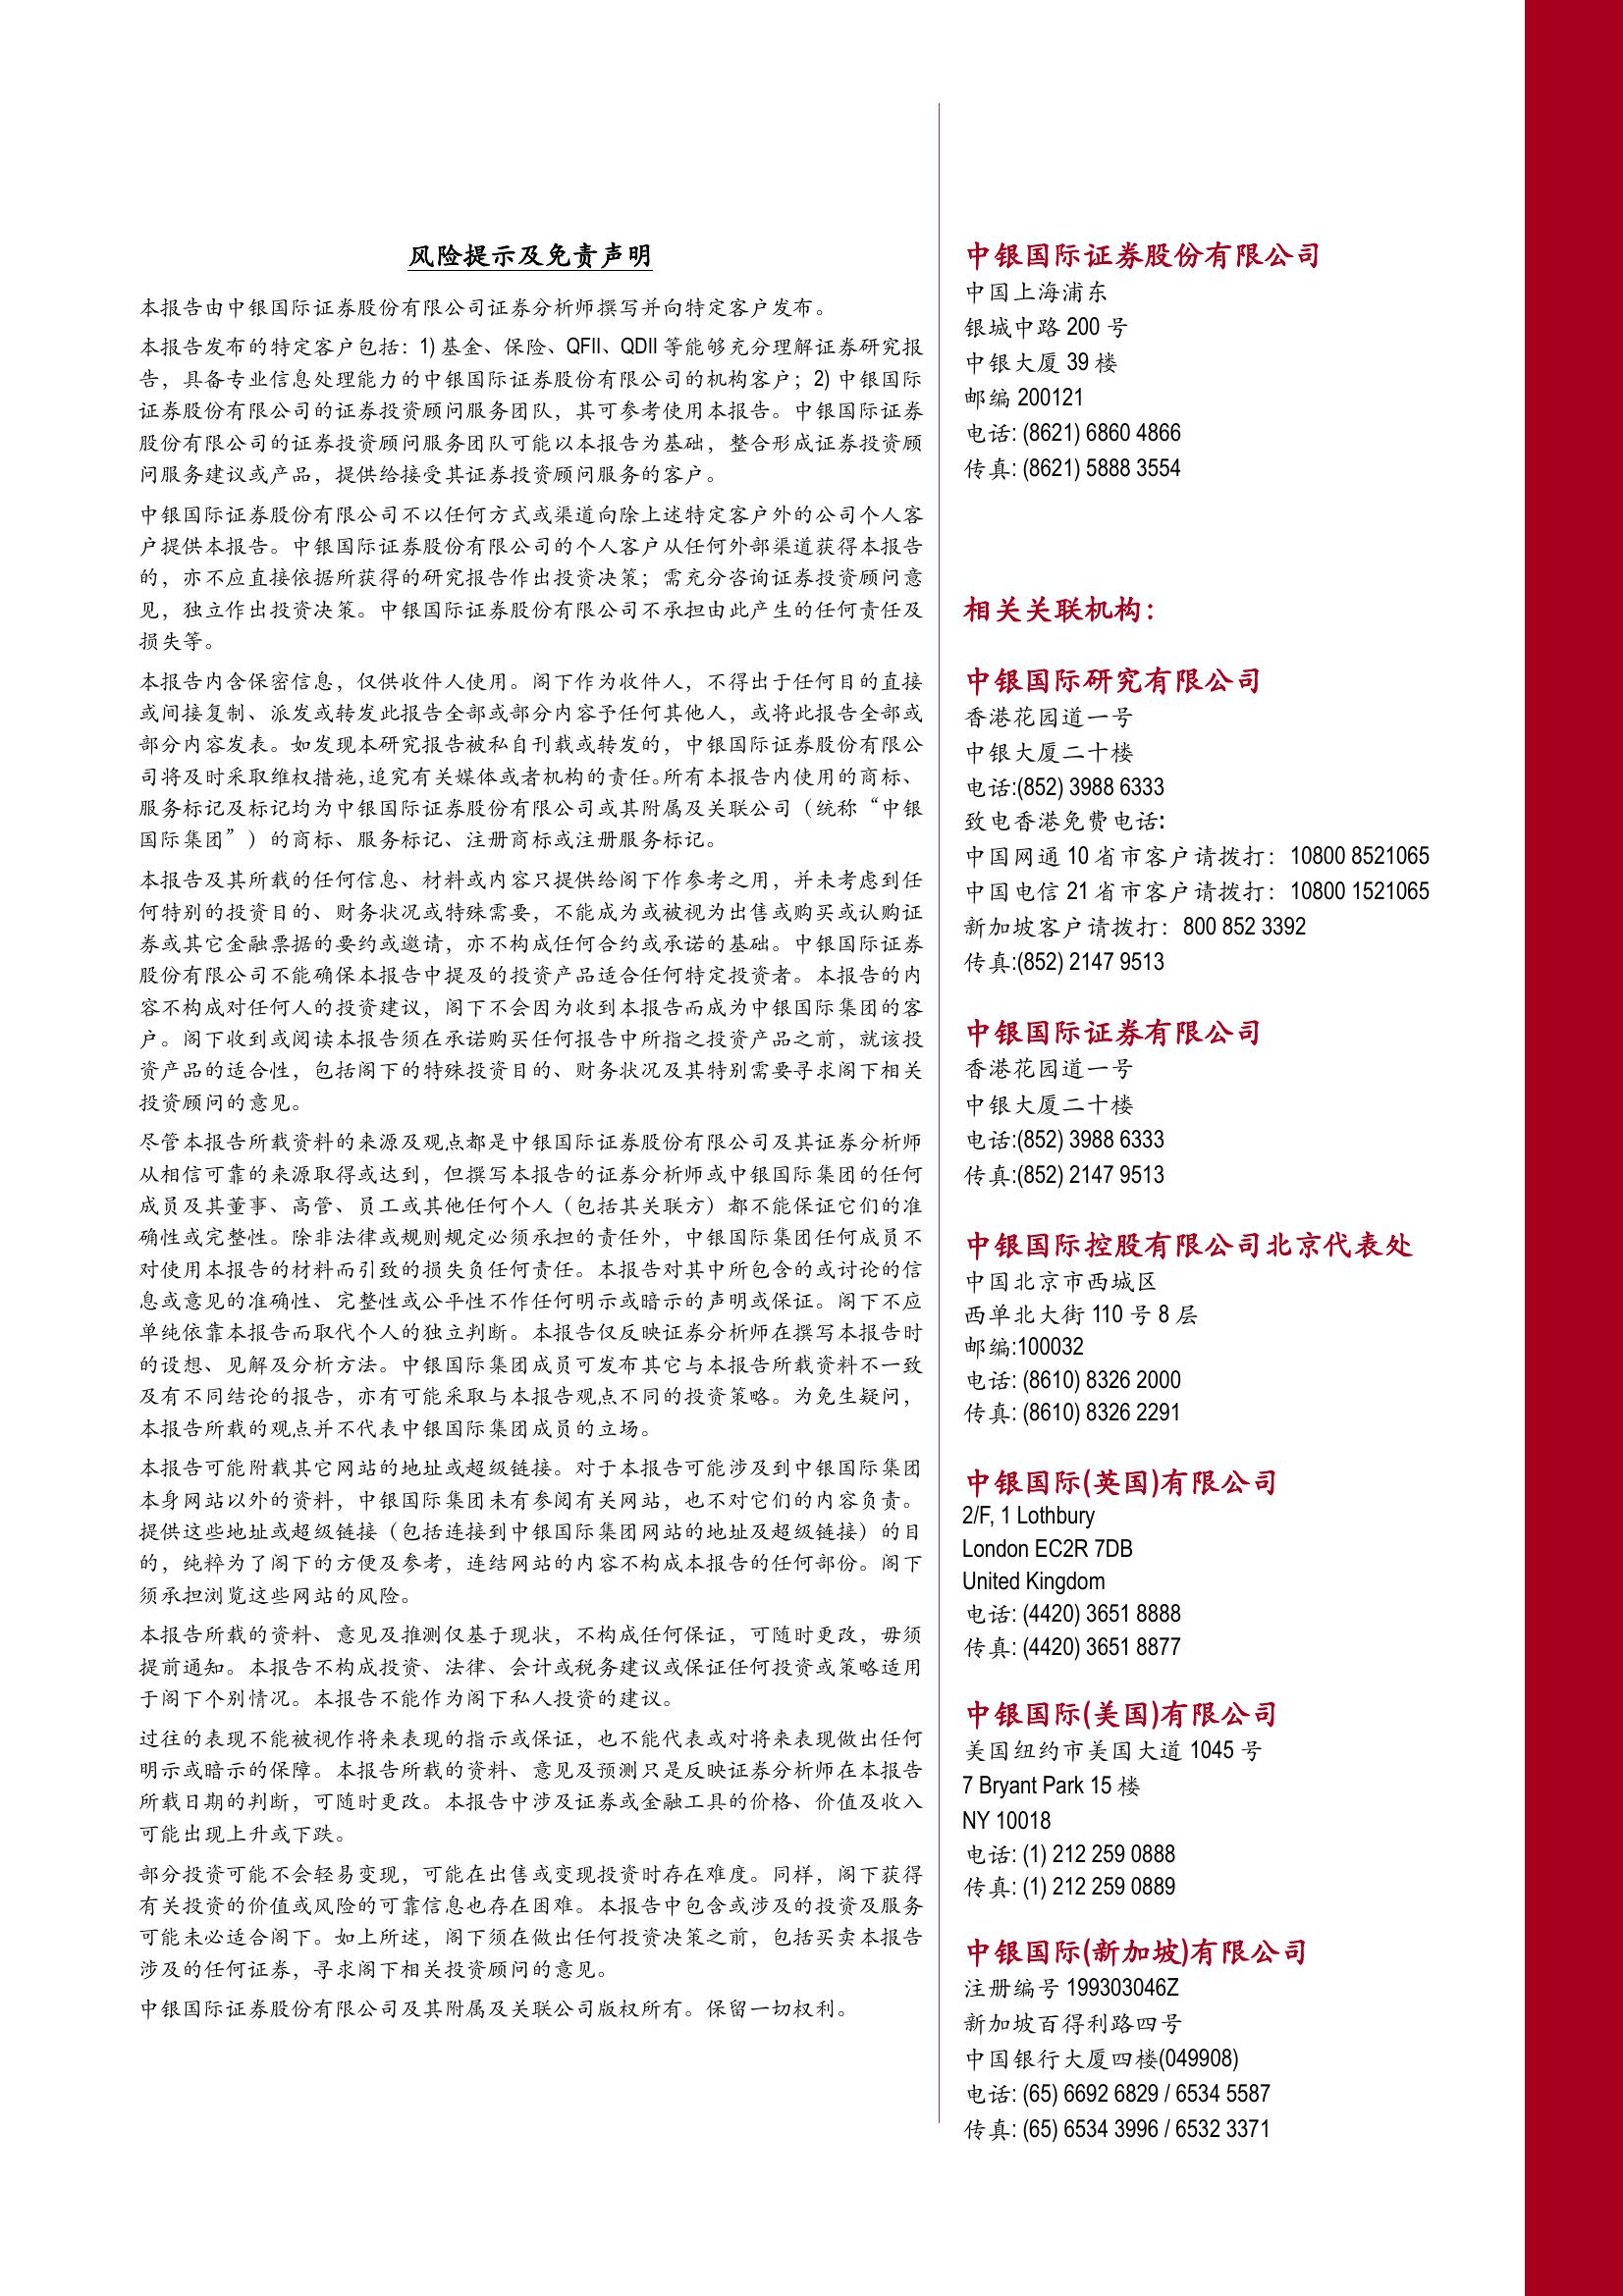 风险提示及免责声明
本报告由中银国际证券股份有限公司证券分析师撰写并向特定客户发布。
本报告发布的特定客户包括：1) 基金、保险、QFII、QDII 等能够充分理解证券研究报
告，具备专业信息处理能力的中银国际证券股份有限公司的机构客户；2) 中银国际
证券股份有限公司的证券投资顾问服务团队，其可参考使用本报告。中银国际证券
股份有限公司的证券投资顾问服务团队可能以本报告为基础，整合形成证券投资顾
问服务建议或产品，提供给接受其证券投资顾问服务的客户。
中银国际证券股份有限公司不以任何方式或渠道向除上述特定客户外的公司个人客
户提供本报告。中银国际证券股份有限公司的个人客户从任何外部渠道获得本报告
的，亦不应直接依据所获得的研究报告作出投资决策；需充分咨询证券投资顾问意
见，独立作出投资决策。中银国际证券股份有限公司不承担由此产生的任何责任及
损失等。
本报告内含保密信息，仅供收件人使用。阁下作为收件人，不得出于任何目的直接
或间接复制、派发或转发此报告全部或部分内容予任何其他人，或将此报告全部或
部分内容发表。如发现本研究报告被私自刊载或转发的，中银国际证券股份有限公
司将及时采取维权措施，追究有关媒体或者机构的责任。所有本报告内使用的商标、
服务标记及标记均为中银国际证券股份有限公司或其附属及关联公司（统称“中银
国际集团”）的商标、服务标记、注册商标或注册服务标记。
本报告及其所载的任何信息、材料或内容只提供给阁下作参考之用，并未考虑到任
何特别的投资目的、财务状况或特殊需要，不能成为或被视为出售或购买或认购证
券或其它金融票据的要约或邀请，亦不构成任何合约或承诺的基础。中银国际证券
股份有限公司不能确保本报告中提及的投资产品适合任何特定投资者。本报告的内
容不构成对任何人的投资建议，阁下不会因为收到本报告而成为中银国际集团的客
户。阁下收到或阅读本报告须在承诺购买任何报告中所指之投资产品之前，就该投
资产品的适合性，包括阁下的特殊投资目的、财务状况及其特别需要寻求阁下相关
投资顾问的意见。
尽管本报告所载资料的来源及观点都是中银国际证券股份有限公司及其证券分析师
从相信可靠的来源取得或达到，但撰写本报告的证券分析师或中银国际集团的任何
成员及其董事、高管、员工或其他任何个人（包括其关联方）都不能保证它们的准
确性或完整性。除非法律或规则规定必须承担的责任外，中银国际集团任何成员不
对使用本报告的材料而引致的损失负任何责任。本报告对其中所包含的或讨论的信
息或意见的准确性、完整性或公平性不作任何明示或暗示的声明或保证。阁下不应
单纯依靠本报告而取代个人的独立判断。本报告仅反映证券分析师在撰写本报告时
的设想、见解及分析方法。中银国际集团成员可发布其它与本报告所载资料不一致
及有不同结论的报告，亦有可能采取与本报告观点不同的投资策略。为免生疑问，
本报告所载的观点并不代表中银国际集团成员的立场。
本报告可能附载其它网站的地址或超级链接。对于本报告可能涉及到中银国际集团
本身网站以外的资料，中银国际集团未有参阅有关网站，也不对它们的内容负责。
提供这些地址或超级链接（包括连接到中银国际集团网站的地址及超级链接）的目
的，纯粹为了阁下的方便及参考，连结网站的内容不构成本报告的任何部份。阁下
须承担浏览这些网站的风险。
本报告所载的资料、意见及推测仅基于现状，不构成任何保证，可随时更改，毋须
提前通知。本报告不构成投资、法律、会计或税务建议或保证任何投资或策略适用
于阁下个别情况。本报告不能作为阁下私人投资的建议。
过往的表现不能被视作将来表现的指示或保证，也不能代表或对将来表现做出任何
明示或暗示的保障。本报告所载的资料、意见及预测只是反映证券分析师在本报告
所载日期的判断，可随时更改。本报告中涉及证券或金融工具的价格、价值及收入
可能出现上升或下跌。
部分投资可能不会轻易变现，可能在出售或变现投资时存在难度。同样，阁下获得
有关投资的价值或风险的可靠信息也存在困难。本报告中包含或涉及的投资及服务
可能未必适合阁下。如上所述，阁下须在做出任何投资决策之前，包括买卖本报告
涉及的任何证券，寻求阁下相关投资顾问的意见。
中银国际证券股份有限公司及其附属及关联公司版权所有。保留一切权利。
中银国际证券股份有限公司
中国上海浦东
银城中路 200 号
中银大厦 39 楼
邮编 200121
电话: (8621) 6860 4866
传真: (8621) 5888 3554
相关关联机构：
中银国际研究有限公司
香港花园道一号
中银大厦二十楼
电话:(852) 3988 6333
致电香港免费电话:
中国网通 10 省市客户请拨打：10800 8521065
中国电信 21 省市客户请拨打：10800 1521065
新加坡客户请拨打：800 852 3392
传真:(852) 2147 9513
中银国际证券有限公司
香港花园道一号
中银大厦二十楼
电话:(852) 3988 6333
传真:(852) 2147 9513
中银国际控股有限公司北京代表处
中国北京市西城区
西单北大街 110 号 8 层
邮编:100032
电话: (8610) 8326 2000
传真: (8610) 8326 2291
中银国际(英国)有限公司
2/F, 1 Lothbury
London EC2R 7DB
United Kingdom
电话: (4420) 3651 8888
传真: (4420) 3651 8877
中银国际(美国)有限公司
美国纽约市美国大道 1045 号
7 Bryant Park 15 楼
NY 10018
电话: (1) 212 259 0888
传真: (1) 212 259 0889
中银国际(新加坡)有限公司
注册编号 199303046Z
新加坡百得利路四号
中国银行大厦四楼(049908)
电话: (65) 6692 6829 / 6534 5587
传真: (65) 6534 3996 / 6532 3371